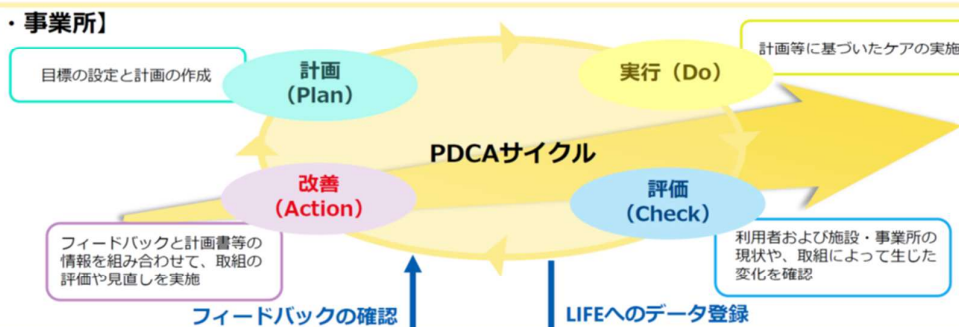 ・事業所】
目標の設定と計画の作成
計画
（Plan）
実行（Do）
計画等に基づいたケアの実施
PDCAサイクル
改善
（Action）
評価
（Check）
フィードバックと計画書等の
情報を組み合わせて、取組の
評価や見直しを実施
利用者および施設・事業所の
現状や、取組によって生じた
変化を確認
フィードバックの確認
LIFEへのデータ登録